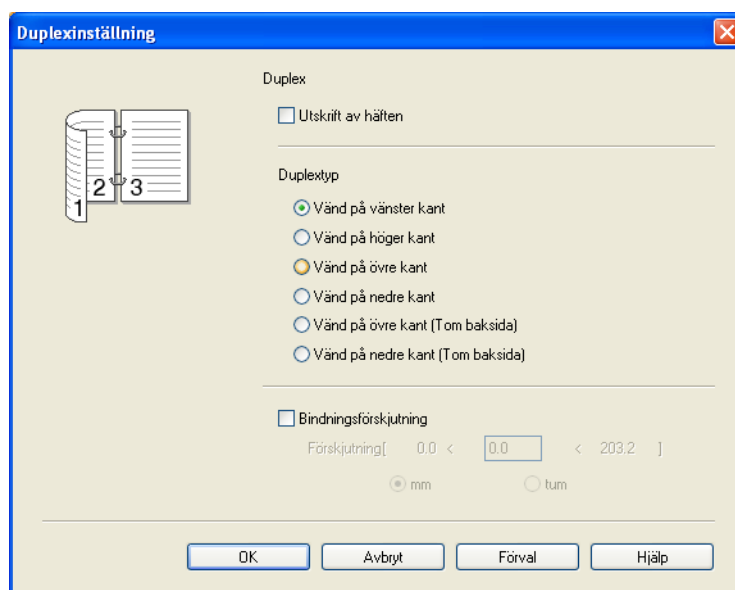 Duplexinställning
Duplex
Utskrift av häften
1 2 3
Duplextyp
Vänd på vänster kant
Vänd på höger kant
Vänd på övre kant
Vänd på nedre kant
Vänd på övre kant (Tom baksida)
Vänd på nedre kant (Tom baksida)
Bindningsförskjutning
Förskjutning[ 0.0 < 0.0 < 203.2 ]
mm tum
OK Avbryt Förval Hjälp